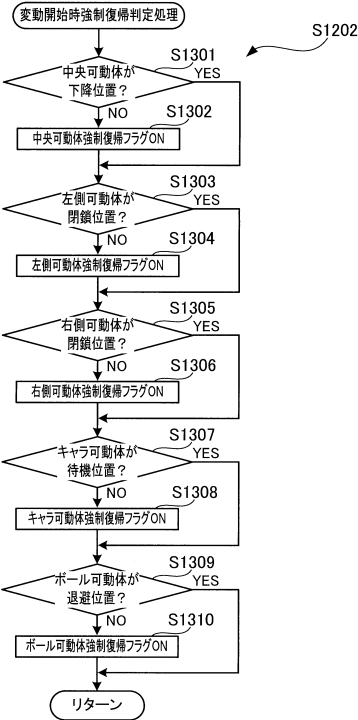 変動開始時強制復帰判定処理
S1202
S1301
中央可動体が
下降位置？
YES
NO
S1302
中央可動体強制復帰フラグON
S1303
左側可動体が
閉鎖位置？
YES
NO
S1304
左側可動体強制復帰フラグON
S1305
右側可動体が
閉鎖位置？
YES
NO
S1306
右側可動体強制復帰フラグON
S1307
キャラ可動体が
待機位置？
YES
NO
S1308
キャラ可動体強制復帰フラグON
S1309
ボール可動体が
退避位置？
YES
NO
S1310
ボール可動体強制復帰フラグON
リターン